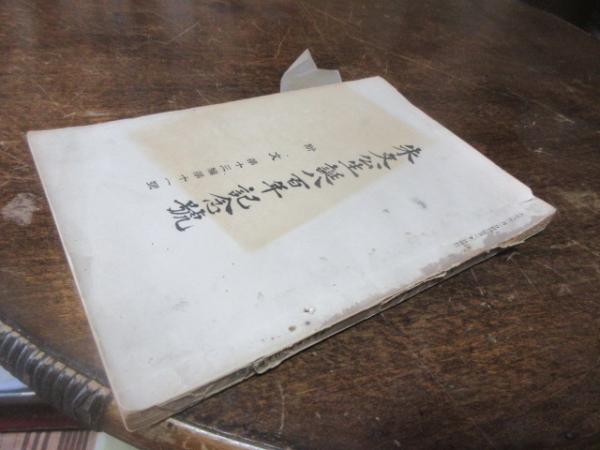 朱文公生誕八百年記念號
斯文 第十三編第十一號